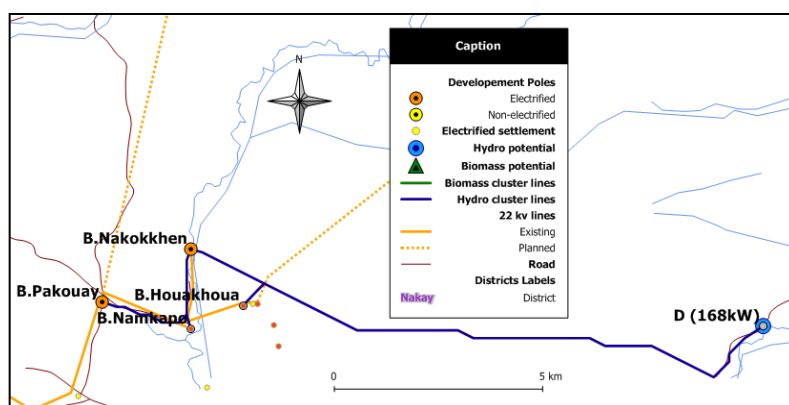 Caption
N
Developement Poles
Electrified
Non-electrified
Electrified settlement
Hydro potential
Biomass potential
Biomass cluster lines
Hydro cluster lines
22 kv lines
Existing
Planned
Road
Districts Labels
Nakay District
B.Nakokkhen
B.Pakouay
B.Houakhoua
B.Namkapo
D (168kW)
0 5 km